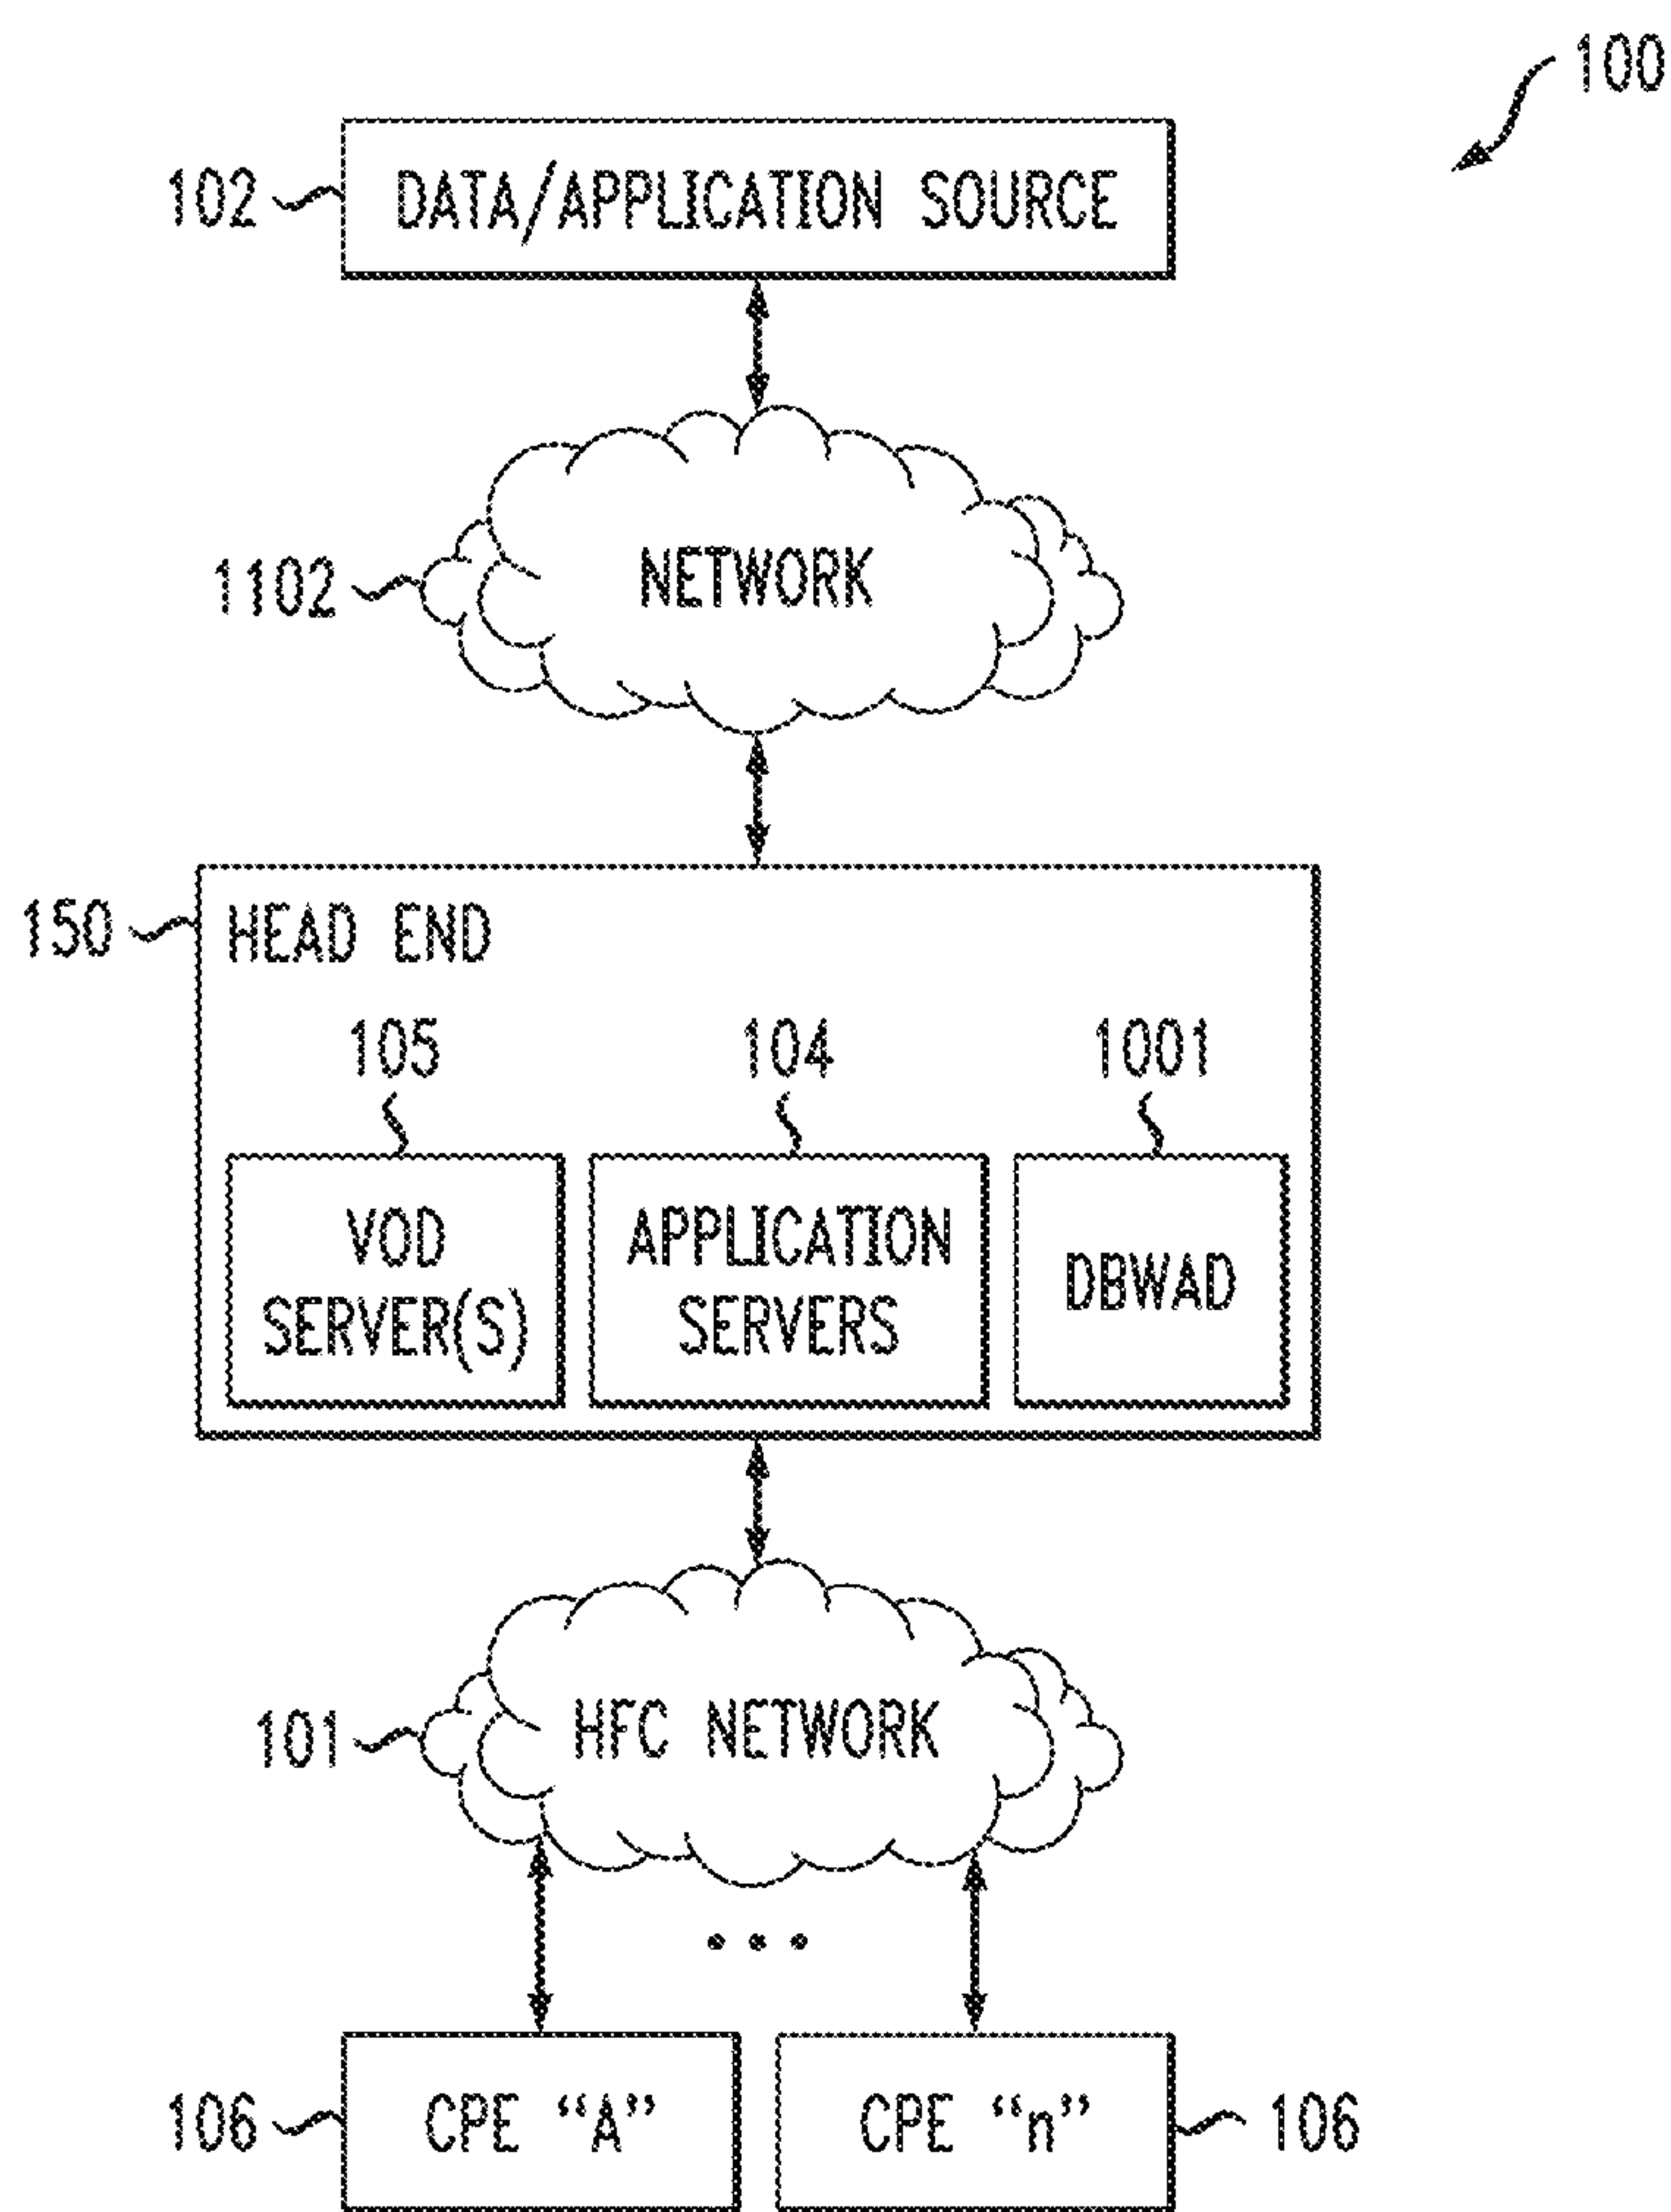 100
102
DATA/APPLICATION SOURCE
1102
NETWORK
150
HEAD END
105
104
1001
VOD
SERVER(S)
APPLICATION
SERVERS
DBWAD
101
HFC NETWORK
106
CPE “A”
CPE “n”
106